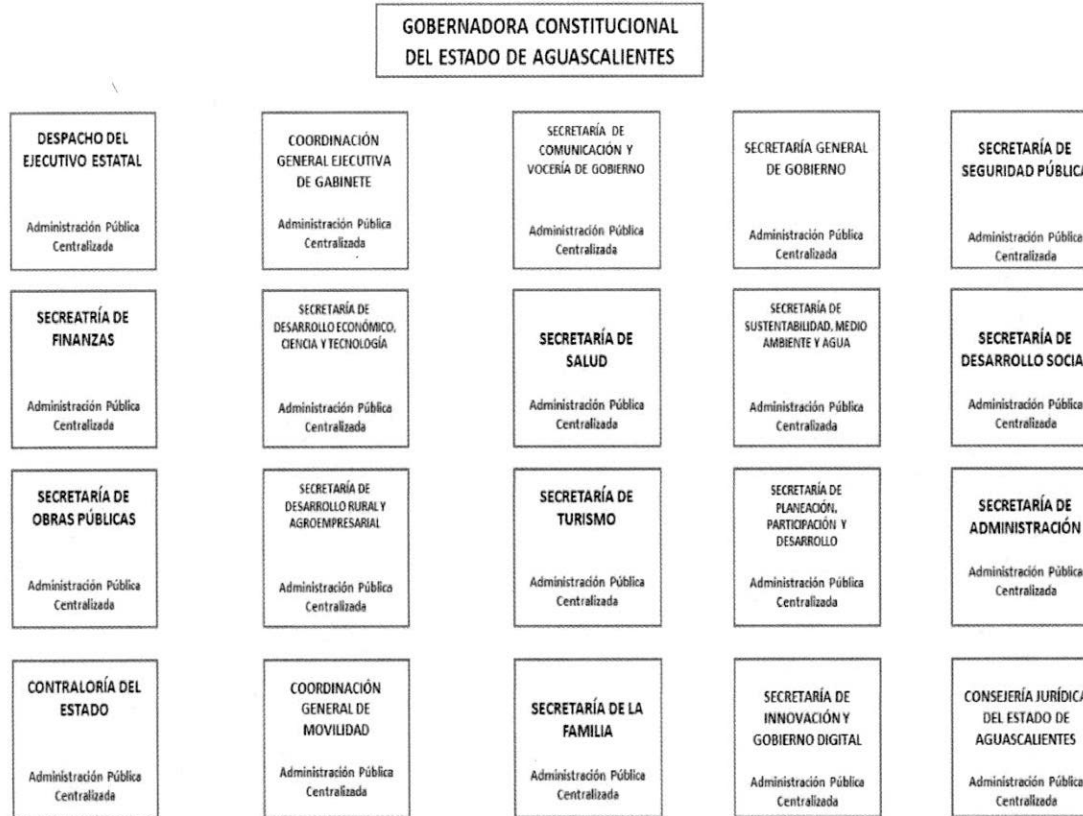 GOBERNADORA CONSTITUCIONAL
DEL ESTADO DE AGUASCALIENTES
DESPACHO DEL
EJECUTIVO ESTATAL
Administración Pública
Centralizada
COORDINACIÓN
GENERAL EJECUTIVA
DE GABINETE
Administración Pública
Centralizada
SECRETARÍA DE
COMUNICACIÓN Y
VOCERÍA DE GOBIERNO
Administración Pública
Centralizada
SECRETARÍA GENERAL
DE GOBIERNO
Administración Pública
Centralizada
SECRETARÍA DE
SEGURIDAD PÚBLICA
Administración Pública
Centralizada
SECREATRÍA DE
FINANZAS
Administración Pública
Centralizada
SECRETARÍA DE
DESARROLLO ECONÓMICO,
CIENCIA Y TECNOLOGÍA
Administración Pública
Centralizada
SECRETARÍA DE
SALUD
Administración Pública
Centralizada
SECRETARÍA DE
SUSTENTABILIDAD, MEDIO
AMBIENTE Y AGUA
Administración Pública
Centralizada
SECRETARÍA DE
DESARROLLO SOCIA
Administración Pública
Centralizada
SECRETARÍA DE
OBRAS PÚBLICAS
Administración Pública
Centralizada
SECRETARÍA DE
DESARROLLO RURAL Y
AGROEMPRESARIAL
Administración Pública
Centralizada
SECRETARÍA DE
TURISMO
Administración Pública
Centralizada
SECRETARÍA DE
PLANEACIÓN,
PARTICIPACIÓN Y
DESARROLLO
Administración Pública
Centralizada
SECRETARÍA DE
ADMINISTRACIÓN
Administración Pública
Centralizada
CONTRALORÍA DEL
ESTADO
Administración Pública
Centralizada
COORDINACIÓN
GENERAL DE
MOVILIDAD
Administración Pública
Centralizada
SECRETARÍA DE LA
FAMILIA
Administración Pública
Centralizada
SECRETARÍA DE
INNOVACIÓN Y
GOBIERNO DIGITAL
Administración Pública
Centralizada
CONSEJERÍA JURÍDICA
DEL ESTADO DE
AGUASCALIENTES
Administración Pública
Centralizada